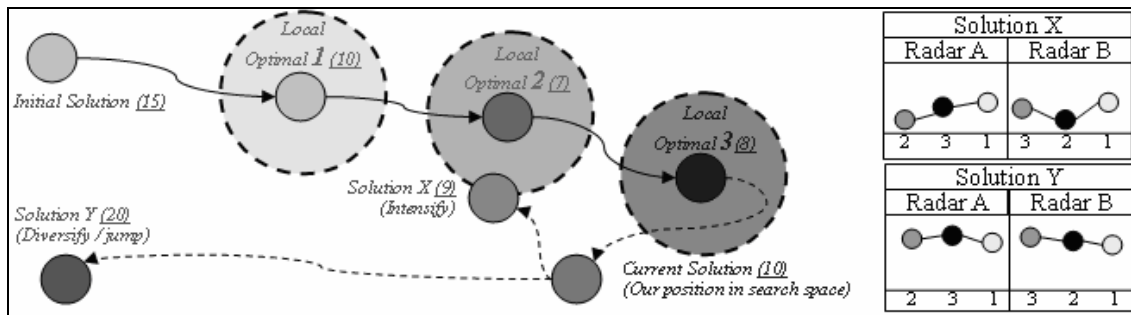 Initial Solution (15)
Local
Optimal 1 (10)
Local
Optimal 2 (7)
Local
Optimal 3 (8)
Solution X (9)
(Intensify)
Solution Y (20)
(Diversify / jump)
Current Solution (10)
(Our position in search space)
Solution X
Radar A Radar B
2 3 1 3 2 1
Solution Y
Radar A Radar B
2 3 1 3 2 1